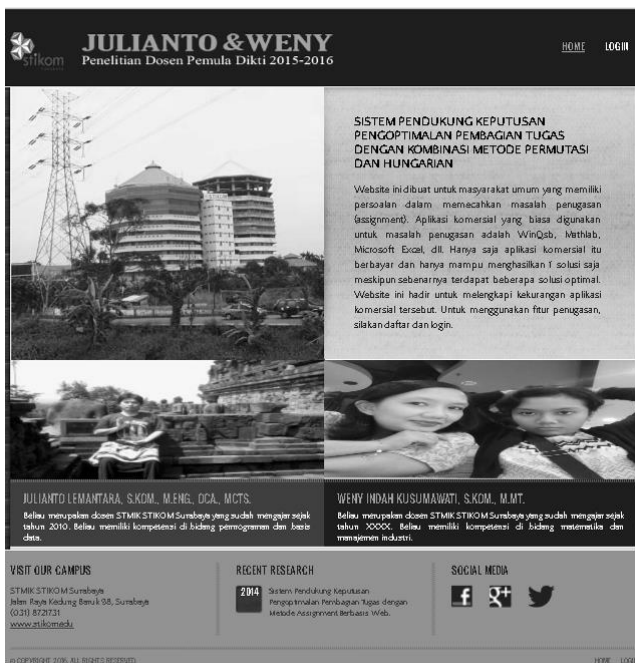 stikom
JULIANTO & WENY
Penelitian Dosen Pemula Dikti 2015-2016
HOME LOGIN
SISTEM PENDUKUNG KEPUTUSAN
PENGOPTIMALAN PEMBAGIAN TUGAS
DENGAN KOMBINASI METODE PERMUTASI
DAN HUNGARIAN
Website ini dibuat untuk masyarakat umum yang memiliki
persoalan dalam memecahkan masalah penugasan
(assignment). Aplikasi komersial yang biasa digunakan
untuk masalah penugasan adalah WinQsb, Mathlab,
Microsoft Excel, dll. Hanya saja aplikasi komersial itu
berbayar dan hanya mampu menghasilkan 1 solusi saja
meskipun sebenarnya terdapat beberapa solusi optimal.
Website ini hadir untuk melengkapi kekurangan aplikasi
komersial tersebut. Untuk menggunakan fitur penugasan,
silakan daftar dan login.
JULIANTO LEMANTARA, S.KOM., M.ENG., OCA., MCTS.
Beliau merupakan dosen STMIK STIKOM Surabaya yang sudah mengajar sejak
tahun 2010. Beliau memiliki kompetensi di bidang permograman dan basis
data.
WENY INDAH KUSUMAWATI, S.KOM., M.MT.
Beliau merupakan dosen STMIK STIKOM Surabaya yang sudah mengajar sejak
tahun XXXX. Beliau memiliki kompetensi di bidang matematika dan
manajemen industri.
VISIT OUR CAMPUS
STMIK STIKOM Surabaya
Jalan Raya Kedung Baruk 98, Surabaya
(031) 8721731
www.stikom.edu
RECENT RESEARCH
2014 Sistem Pendukung Keputusan
Pengoptimalan Pembagian Tugas dengan
Metode Assignment Berbasis Web.
SOCIAL MEDIA
f g+
© COPYRIGHT 2016. ALL RIGHTS RESERVED.
HOME LOGIN